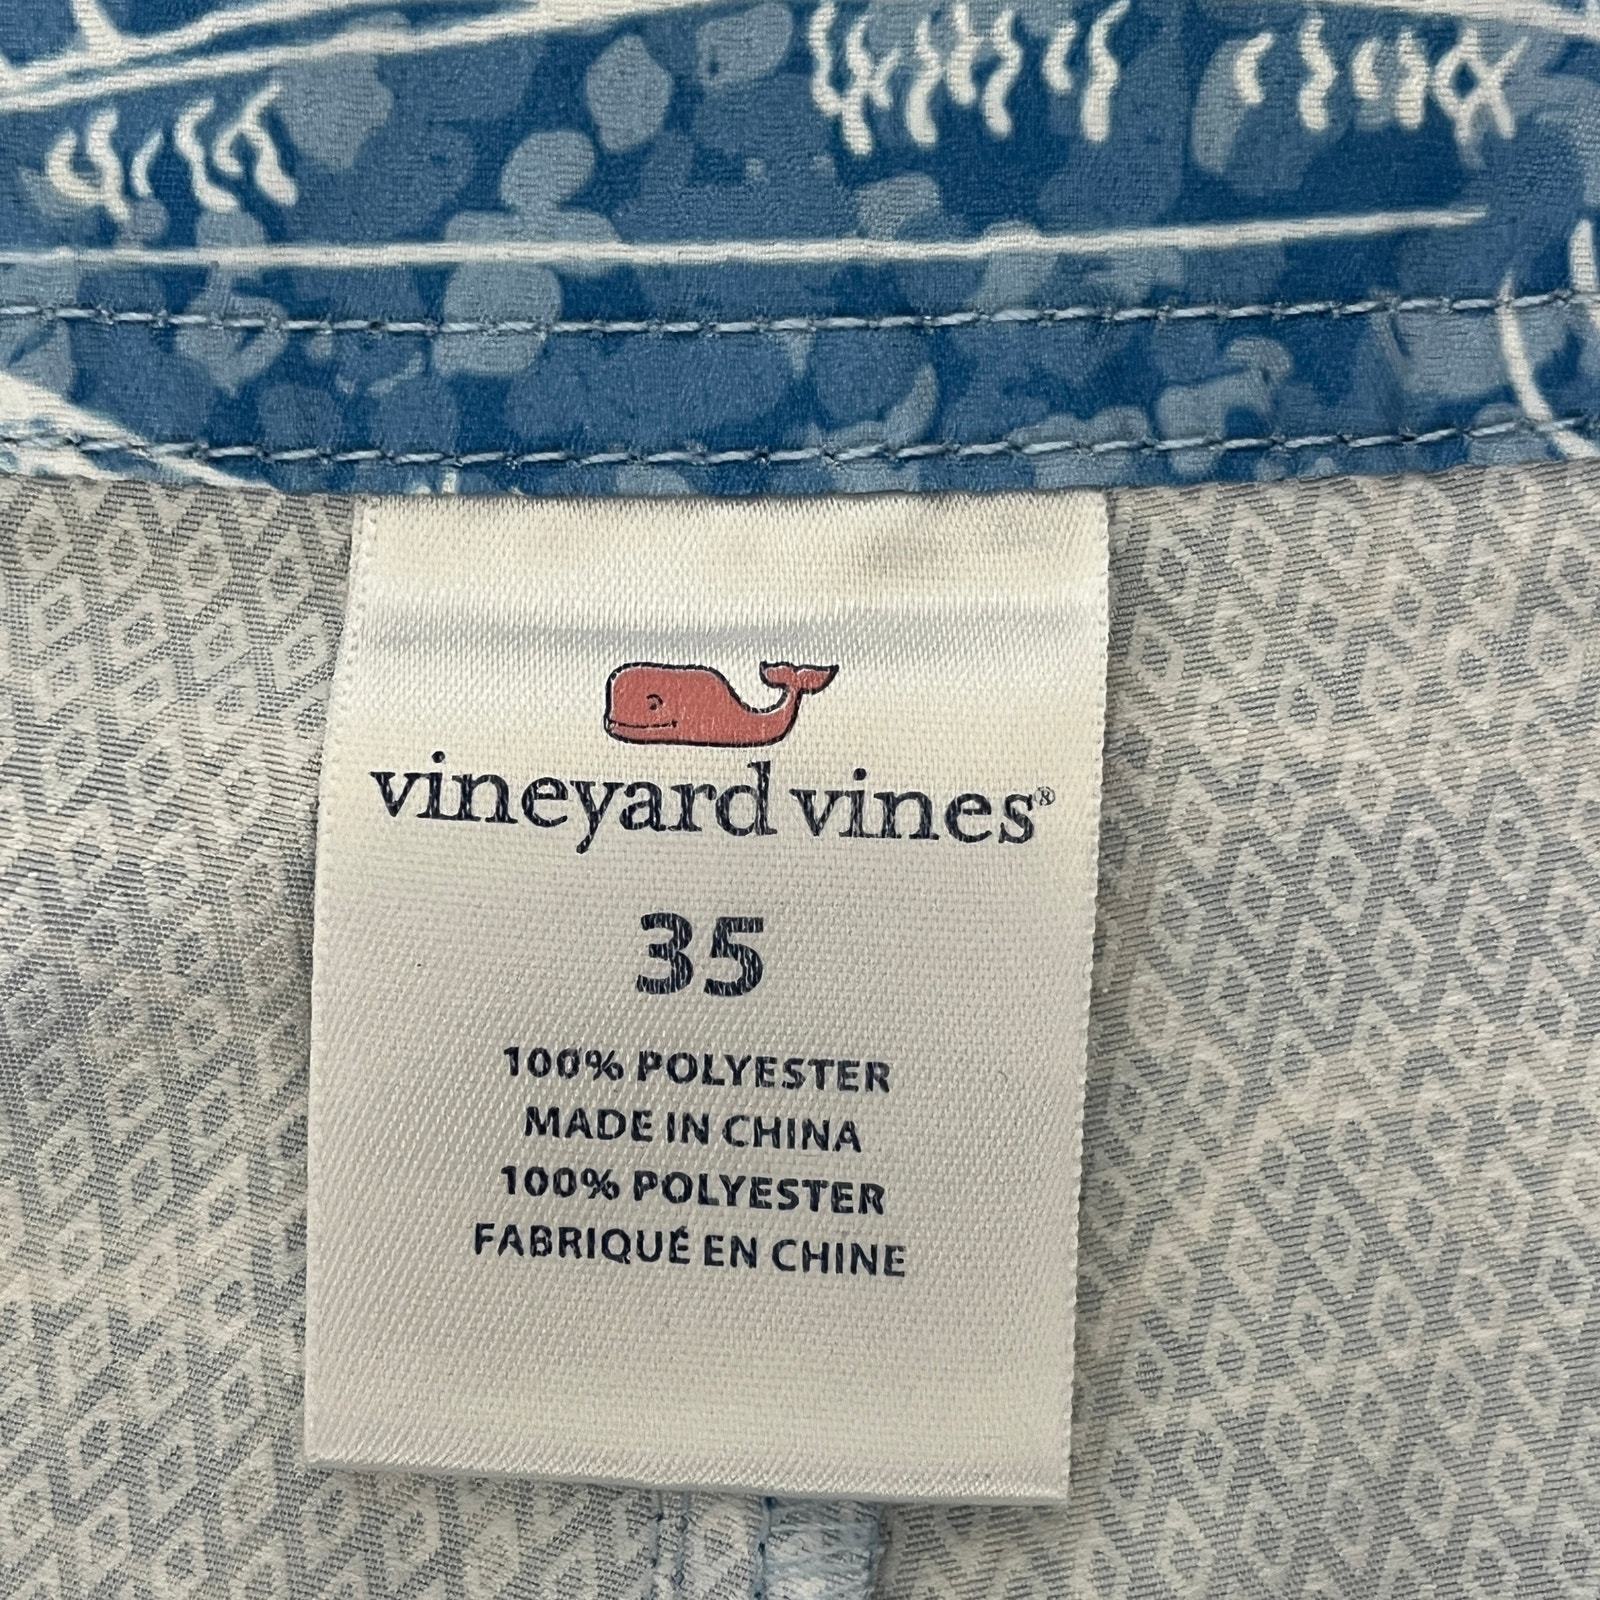 vineyard vines®
35
100% POLYESTER
MADE IN CHINA
100% POLYESTER
FABRIQUÉ EN CHINE